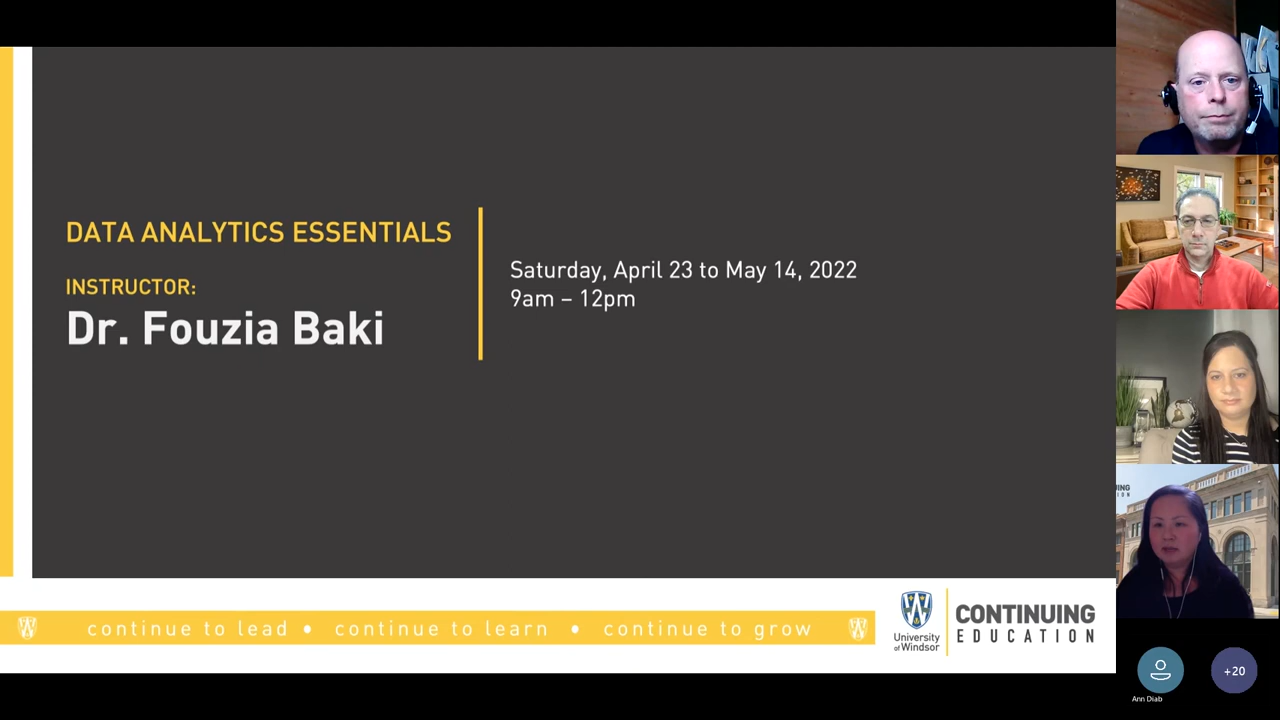 DATA ANALYTICS ESSENTIALS
INSTRUCTOR:
Dr. Fouzia Baki
Saturday, April 23 to May 14, 2022
9am – 12pm
continue to lead • continue to learn • continue to grow
University
of Windsor
CONTINUING
EDUCATION
+20
Ann Diab